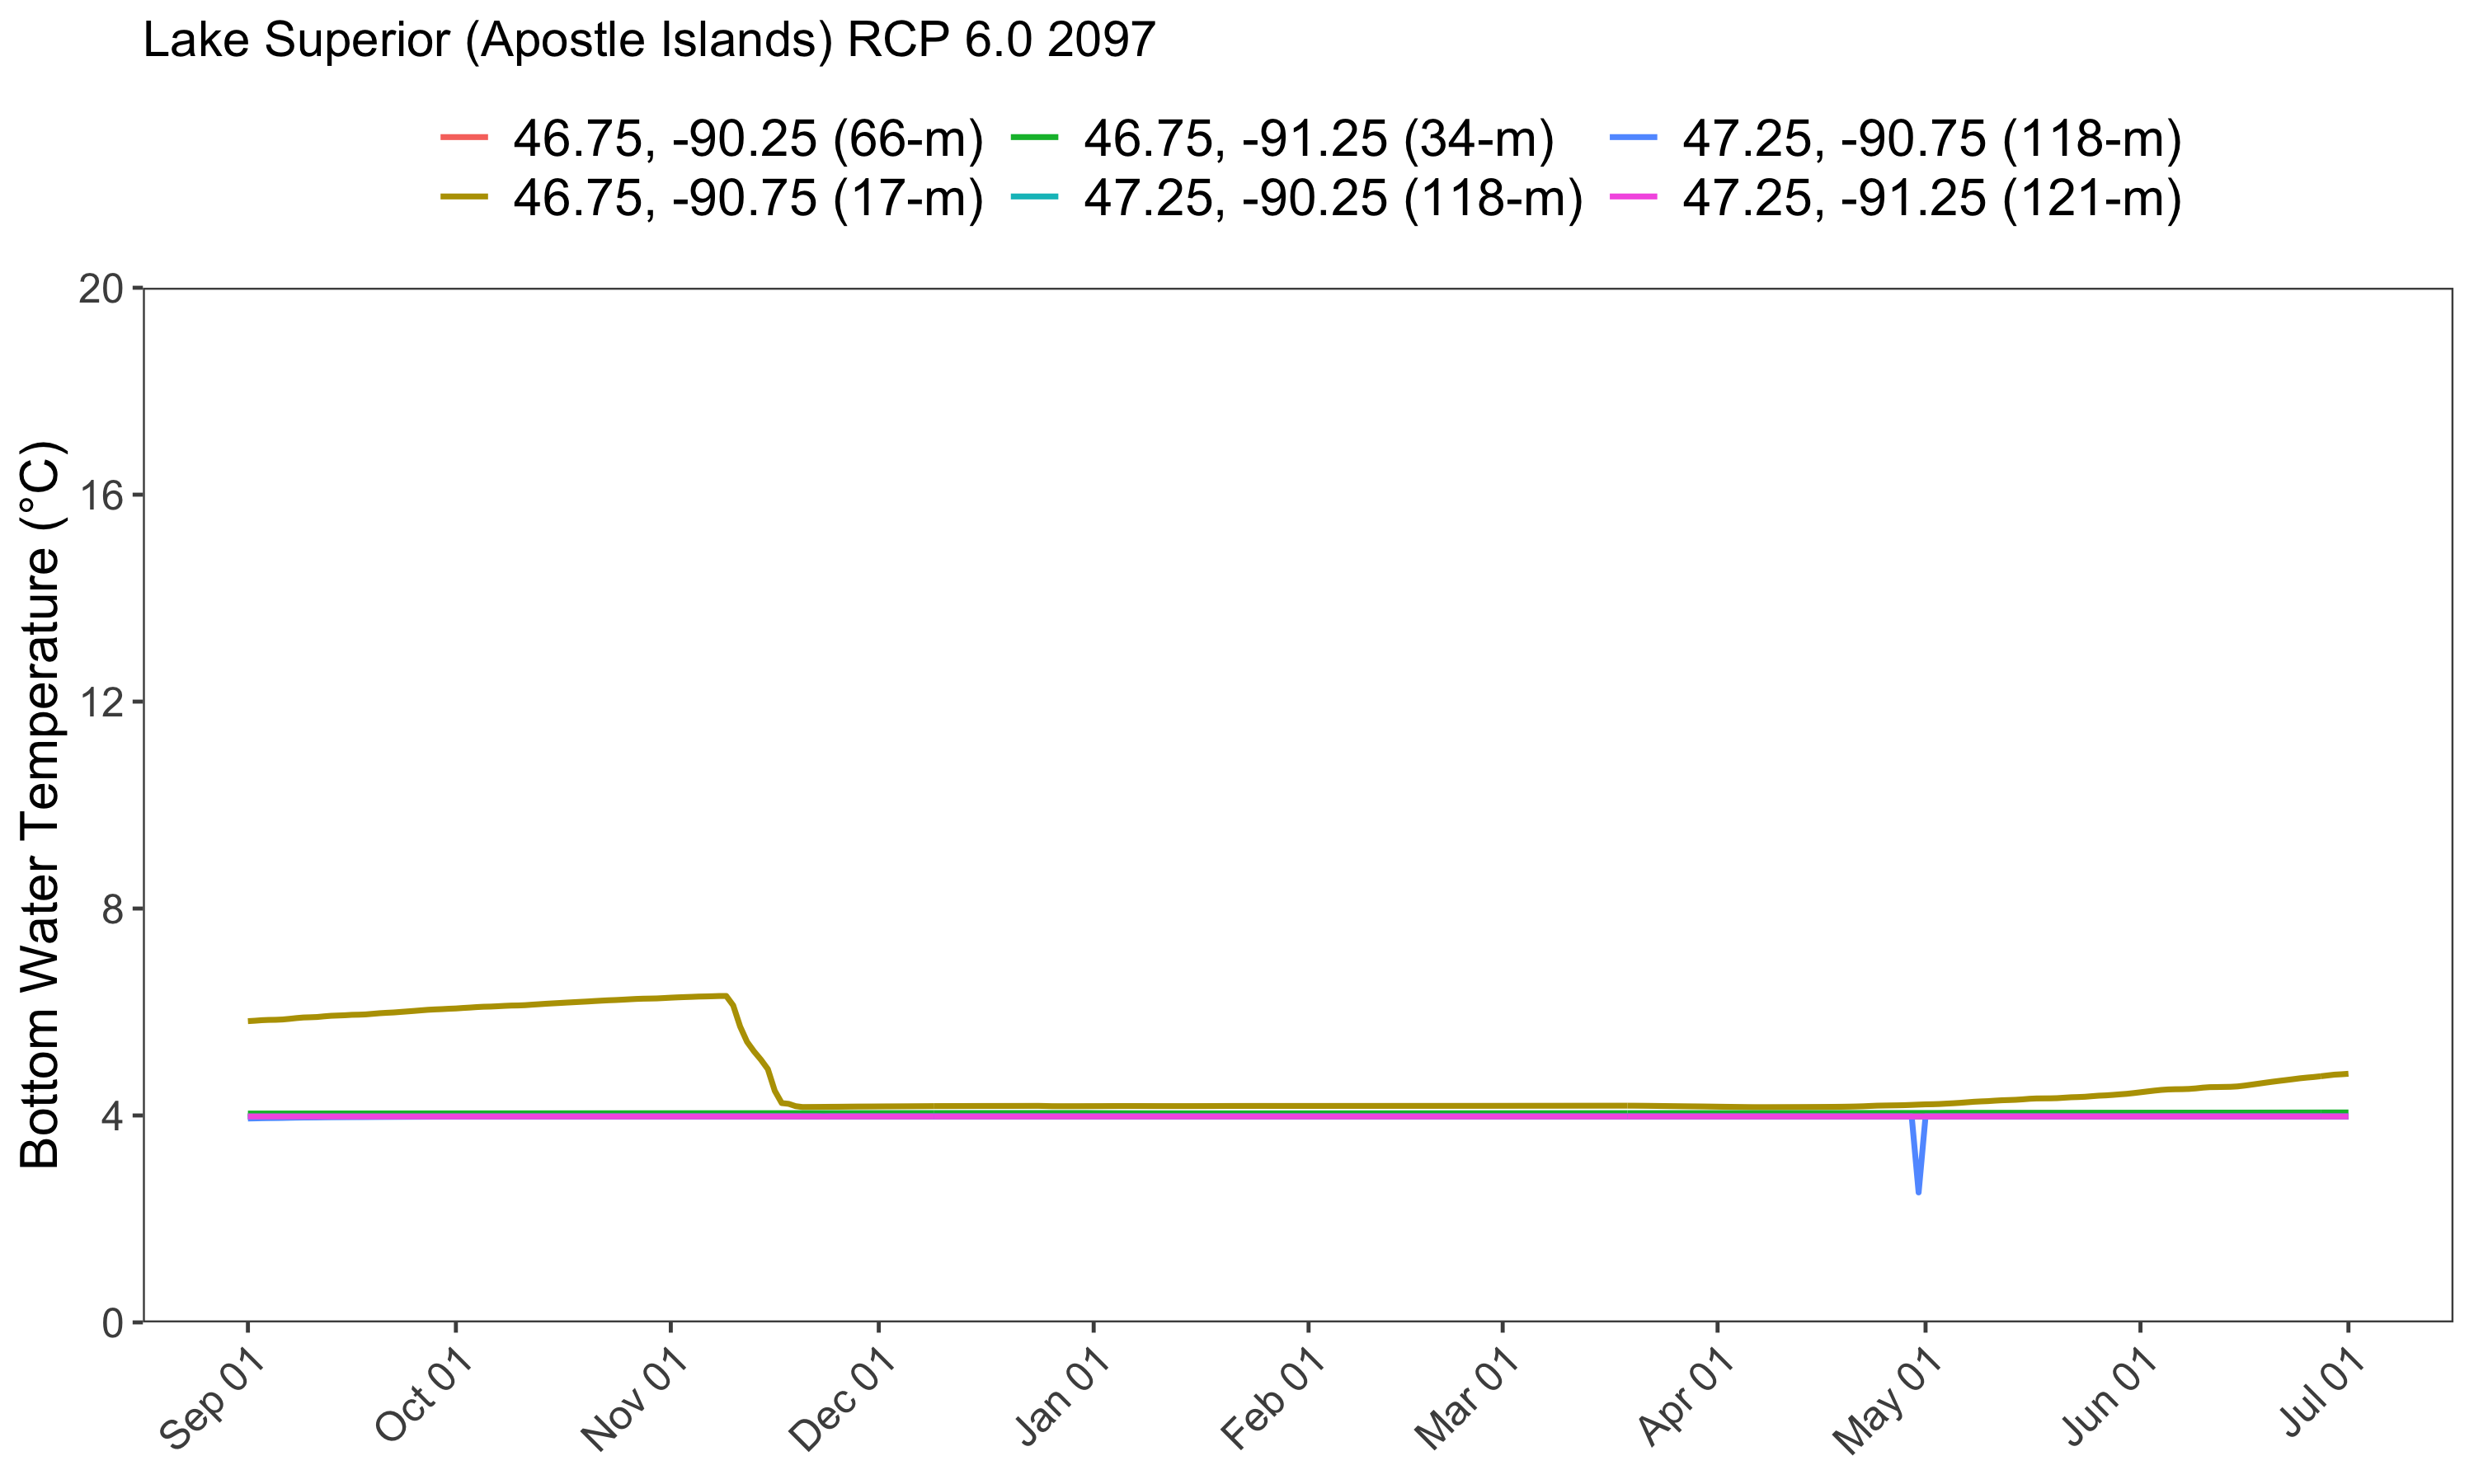 Lake Superior (Apostle Islands) RCP 6.0 2097
46.75, -90.25 (66-m) 46.75, -91.25 (34-m) 47.25, -90.75 (118-m)
46.75, -90.75 (17-m) 47.25, -90.25 (118-m) 47.25, -91.25 (121-m)
Bottom Water Temperature (°C)
20
16
12
8
4
0
Sep 01 Oct 01 Nov 01 Dec 01 Jan 01 Feb 01 Mar 01 Apr 01 May 01 Jun 01 Jul 01